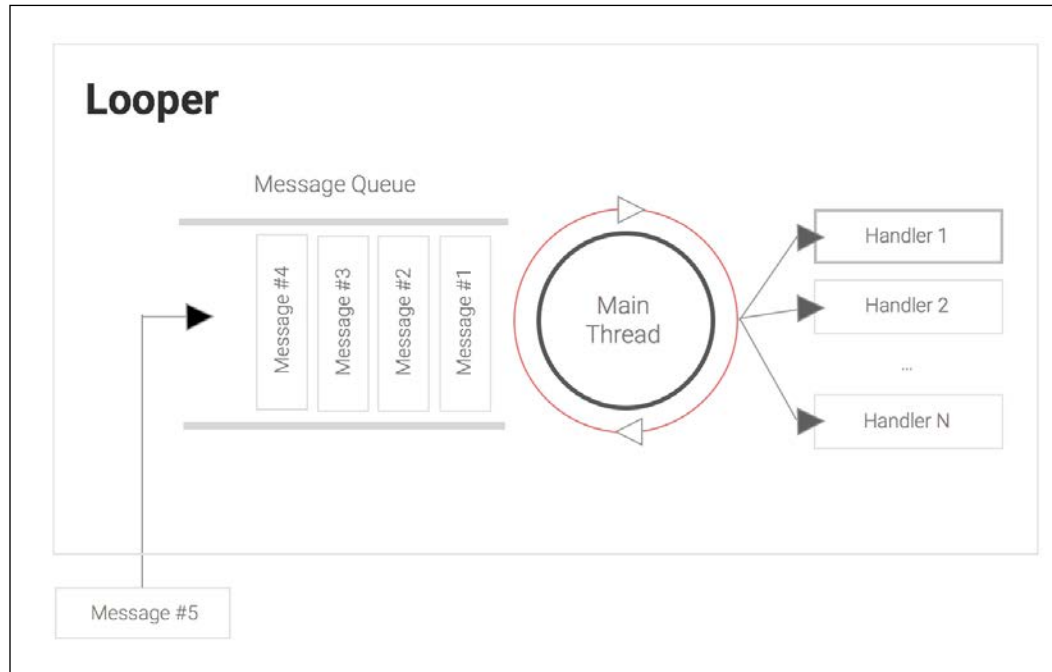 Looper
Message Queue
Message #4
Message #3
Message #2
Message #1
Main
Thread
Handler 1
Handler 2
...
Handler N
Message #5